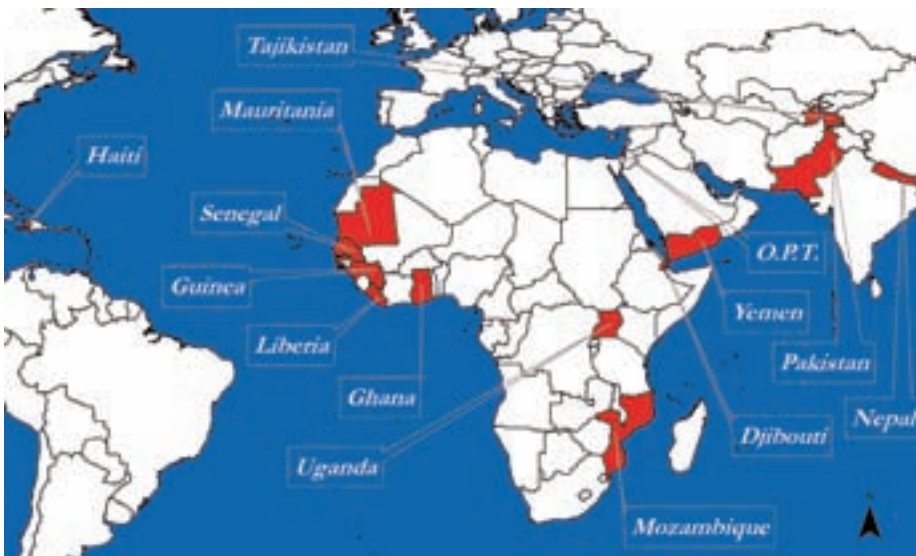 Tajikistan
Mauritania
Haiti
Senegal
O.P.T.
Guinea
Yemen
Liberia
Pakistan
Ghana
Nepal
Djibouti
Uganda
Mozambique